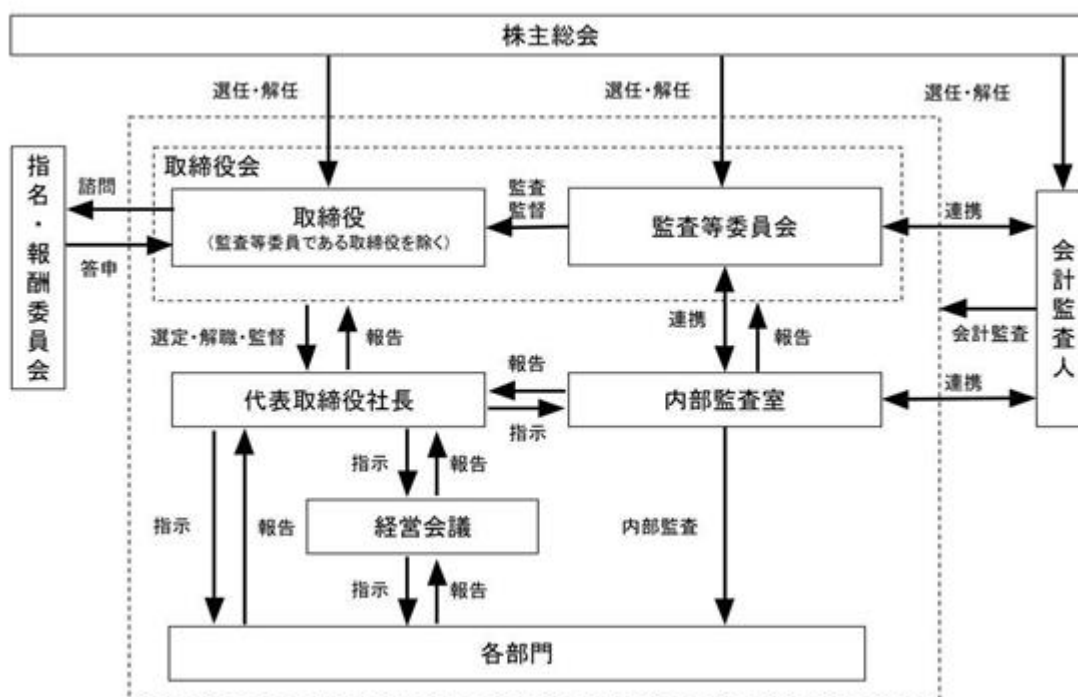 株主総会
選任・解任
選任・解任
選任・解任
取締役会
指名・報酬委員会
諮問
答申
取締役
（監査等委員である取締役を除く）
監査
監督
監査等委員会
連携
会計監査人
会計監査
選定・解職・監督
報告
連携
報告
代表取締役社長
報告
指示
内部監査室
連携
指示
報告
経営会議
指示
報告
指示
報告
内部監査
各部門